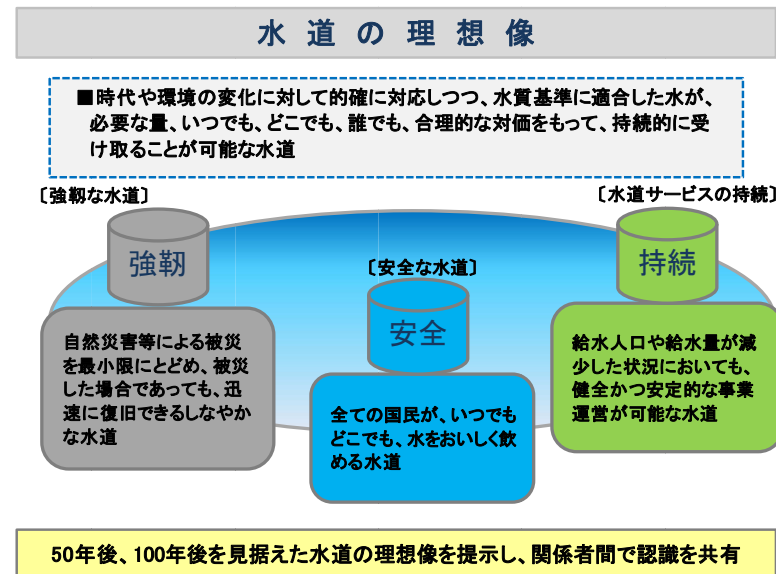 水道の理想像
■時代や環境の変化に対して的確に対応しつつ、水質基準に適合した水が、
必要な量、いつでも、どこでも、誰でも、合理的な対価をもって、持続的に受
け取ることが可能な水道
〔強靭な水道〕
強靭
自然災害等による被災
を最小限にとどめ、被災
した場合であっても、迅
速に復旧できるしなやか
な水道
〔安全な水道〕
安全
全ての国民が、いつでも
どこでも、水をおいしく飲
める水道
〔水道サービスの持続〕
持続
給水人口や給水量が減
少した状況においても、
健全かつ安定的な事業
運営が可能な水道
50年後、100年後を見据えた水道の理想像を提示し、関係者間で認識を共有